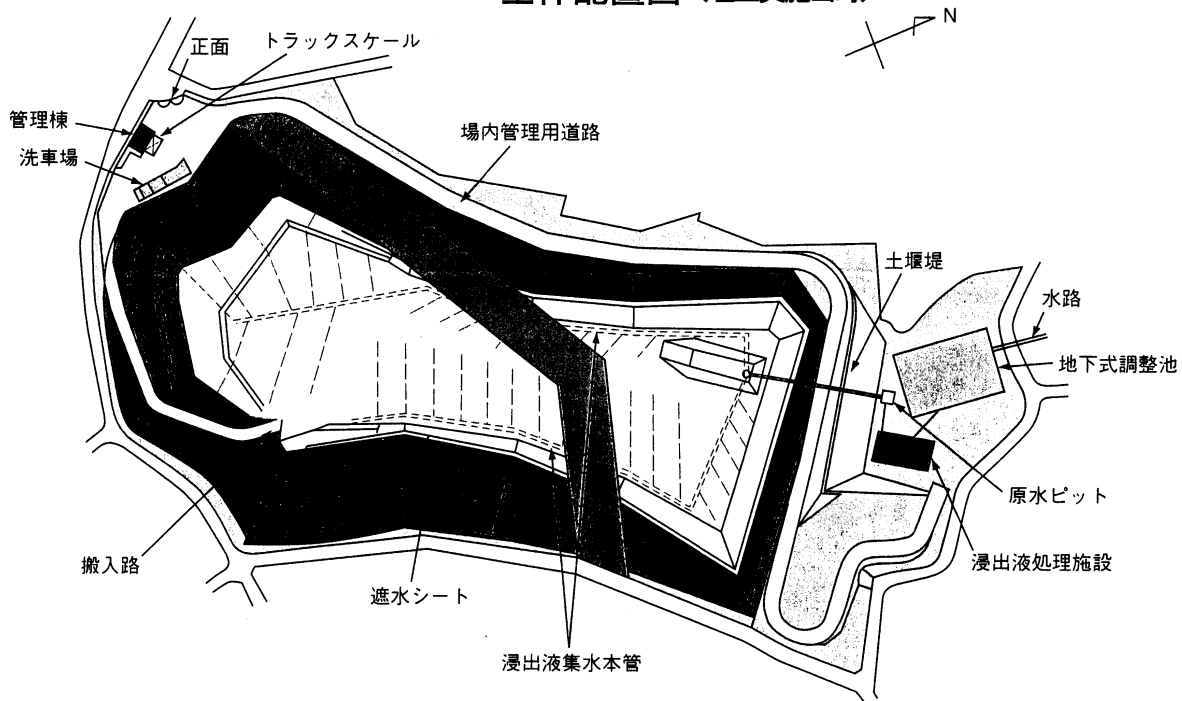 N
正面
トラックスケール
管理棟
洗車場
場内管理用道路
土堰堤
水路
地下式調整池
原水ピット
浸出液処理施設
搬入路
遮水シート
浸出液集水本管